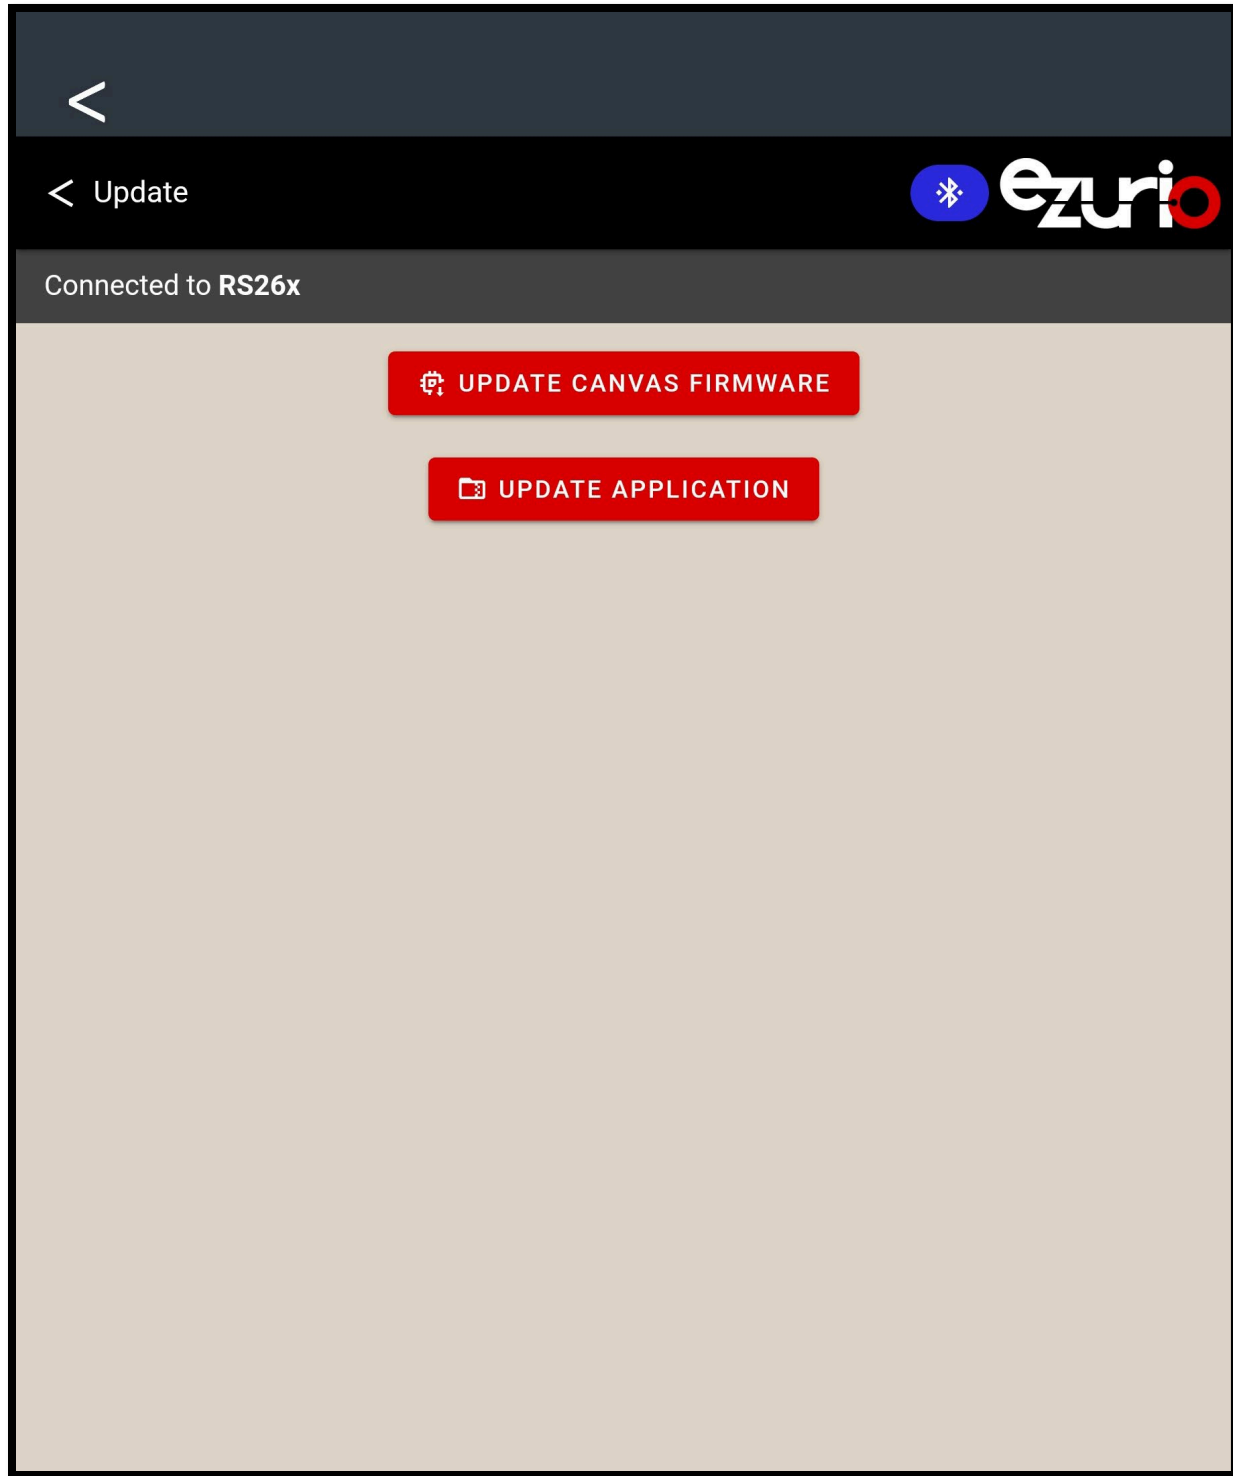 <
< Update
ezurio
Connected to RS26x
UPDATE CANVAS FIRMWARE
UPDATE APPLICATION